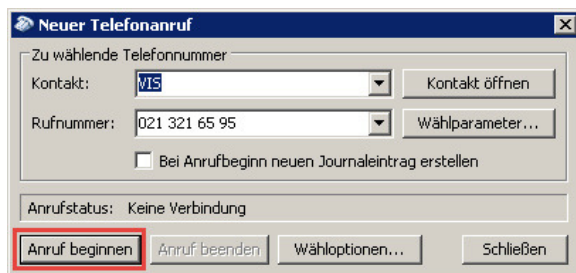 Neuer Telefonanruf
Zu wählende Telefonnummer
Kontakt: VIS Kontakt öffnen
Rufnummer: 021 321 65 95 Wählparameter...
Bei Anrufbeginn neuen Journaleintrag erstellen
Anrufstatus: Keine Verbindung
Anruf beginnen Anruf beenden Wähloptionen... Schließen